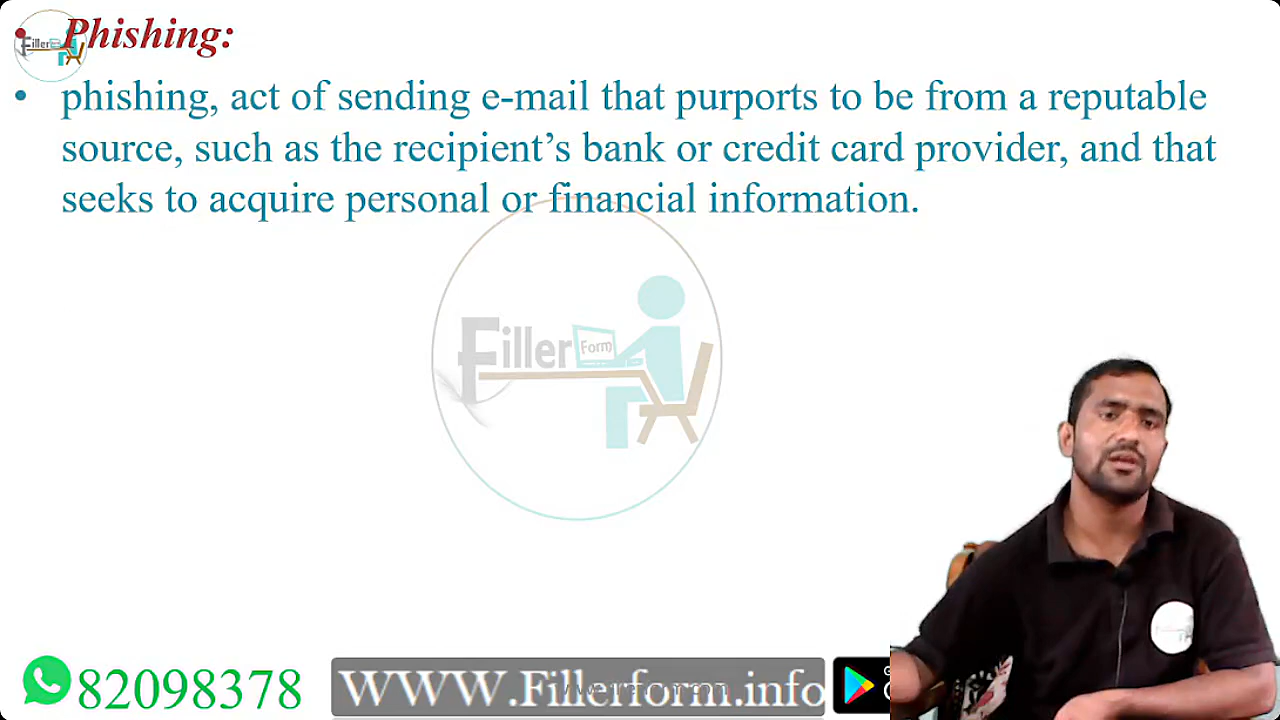 • Phishing:
• phishing, act of sending e-mail that purports to be from a reputable
source, such as the recipient’s bank or credit card provider, and that
seeks to acquire personal or financial information.
Filler Form
82098378
WWW.Fillerform.info